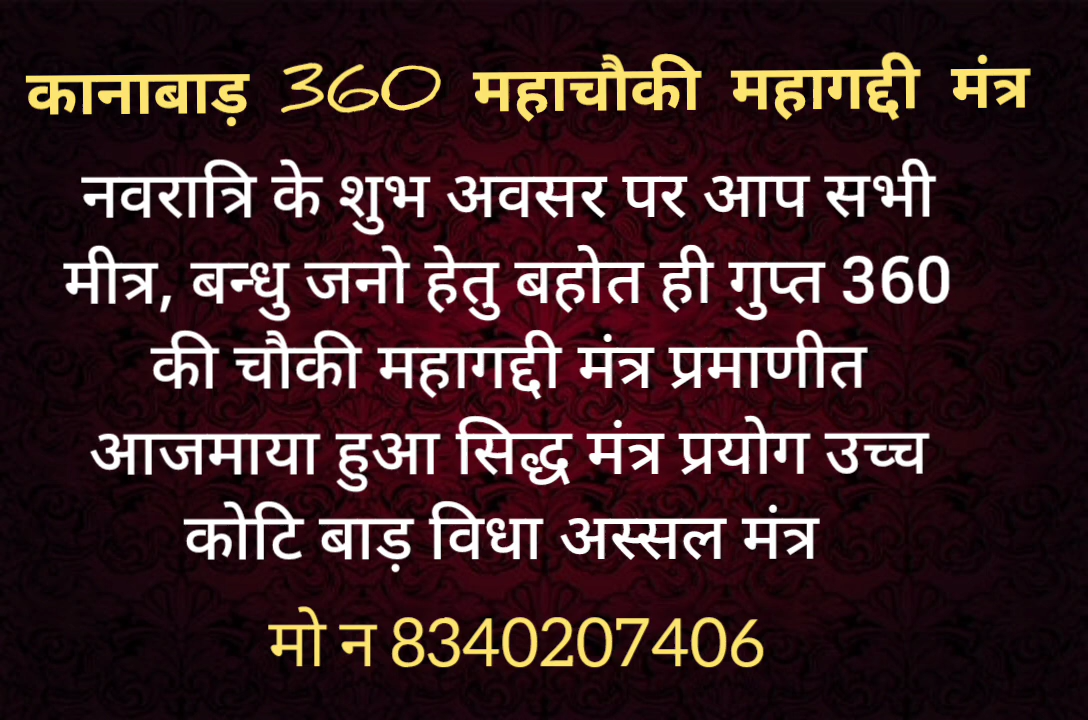 कानाबाड़ 360 महाचौकी महागद्दी मंत्र
नवरात्रि के शुभ अवसर पर आप सभी
मीत्र, बन्धु जनो हेतु बहोत ही गुप्त 360
की चौकी महागद्दी मंत्र प्रमाणीत
आजमाया हुआ सिद्ध मंत्र प्रयोग उच्च
कोटि बाड़ विधा अस्सल मंत्र
मो न 8340207406